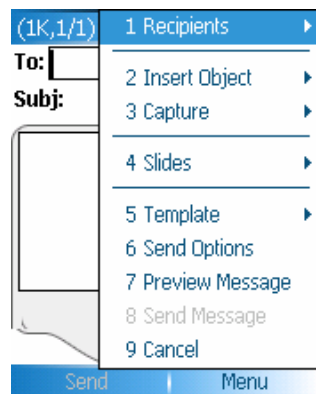 (1K,1/1)
To:
Subj:
1 Recipients
2 Insert Object
3 Capture
4 Slides
5 Template
6 Send Options
7 Preview Message
8 Send Message
9 Cancel
Send Menu